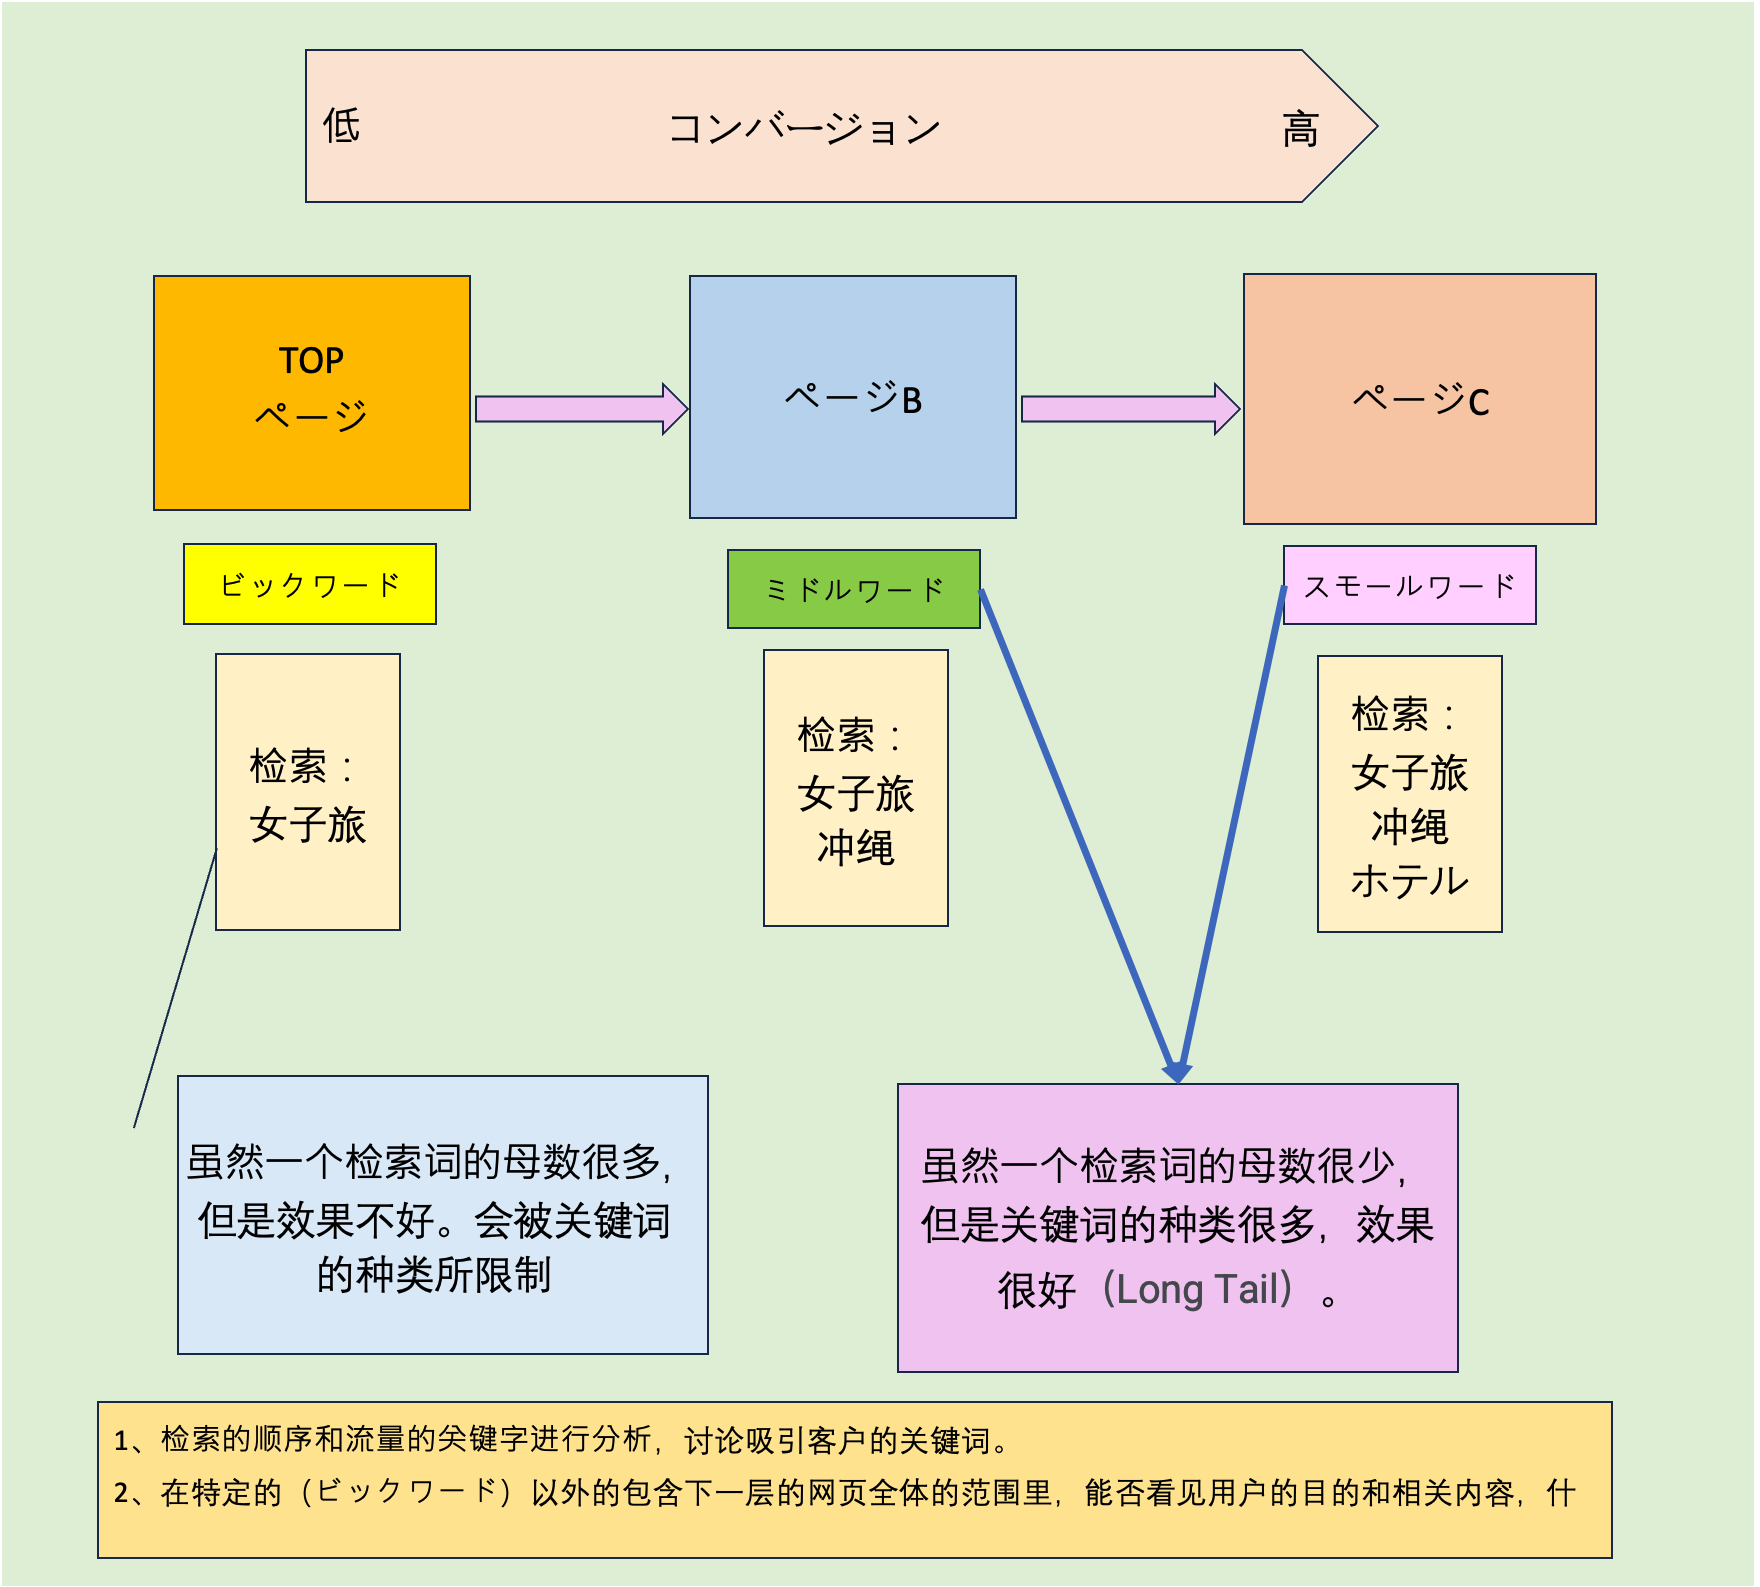 低 コンバージョン 高
TOP
ページ
ページB
ページC
ビックワード
ミドルワード
スモールワード
检索：
女子旅
检索：
女子旅
冲绳
检索：
女子旅
冲绳
ホテル
虽然一个检索词的母数很多，
但是效果不好。会被关键词
的种类所限制
虽然一个检索词的母数很少，
但是关键词的种类很多，效果
很好（Long Tail）。
1、检索的顺序和流量的关键字进行分析，讨论吸引客户的关键词。
2、在特定的（ビックワード）以外的包含下一层的网页全体的范围里，能否看见用户的目的和相关内容，什